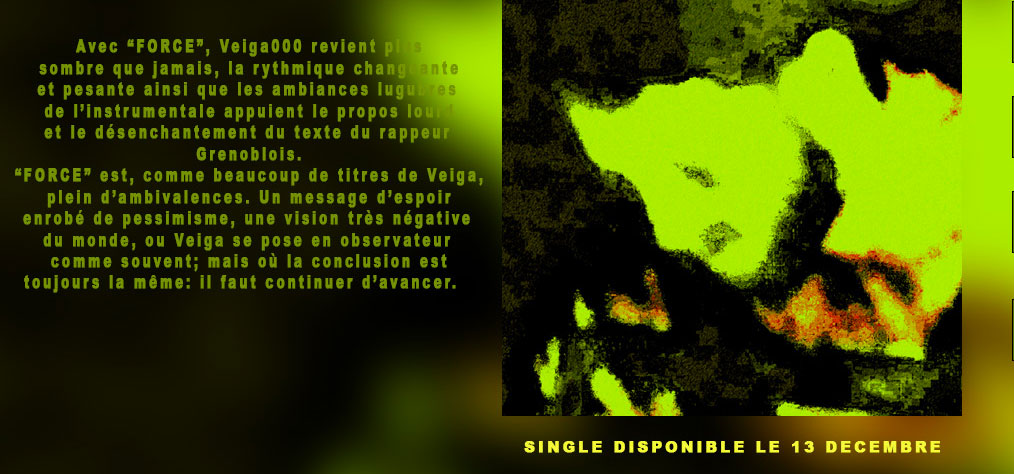 Avec “FORCE”, Veiga000 revient plus
sombre que jamais, la rythmique changeante
et pesante ainsi que les ambiances lugubres
de l’instrumentale appuient le propos lourd
et le désenchantement du texte du rappeur
Grenoblois.
“FORCE” est, comme beaucoup de titres de Veiga,
plein d’ambivalences. Un message d’espoir
enrobé de pessimisme, une vision très négative
du monde, ou Veiga se pose en observateur
comme souvent; mais où la conclusion est
toujours la même: il faut continuer d’avancer.
SINGLE DISPONIBLE LE 13 DECEMBRE